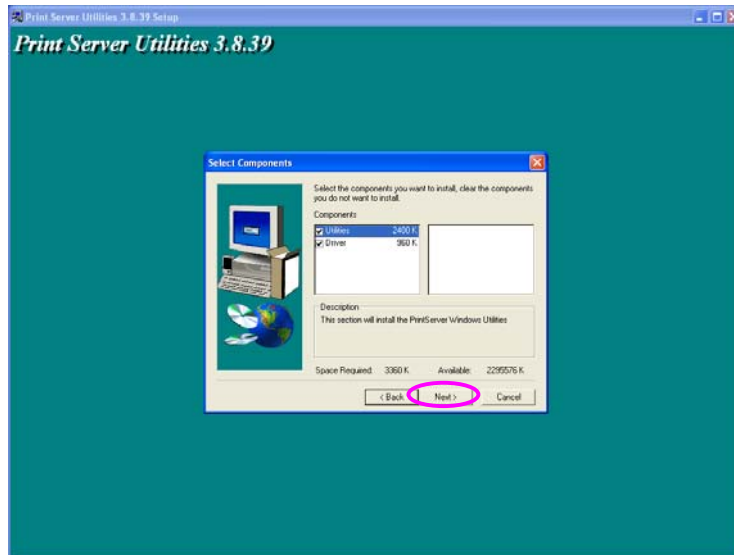 Print Server Utilities 3.8.39 Setup
Print Server Utilities 3.8.39
Select Components
Select the components you want to install, clear the components
you do not want to install.
Components
Utilities 2400 K
Driver 960 K
Description
This section will install the PrintServer Windows Utilities
Space Required: 3360 K Available: 2295576 K
< Back Next > Cancel